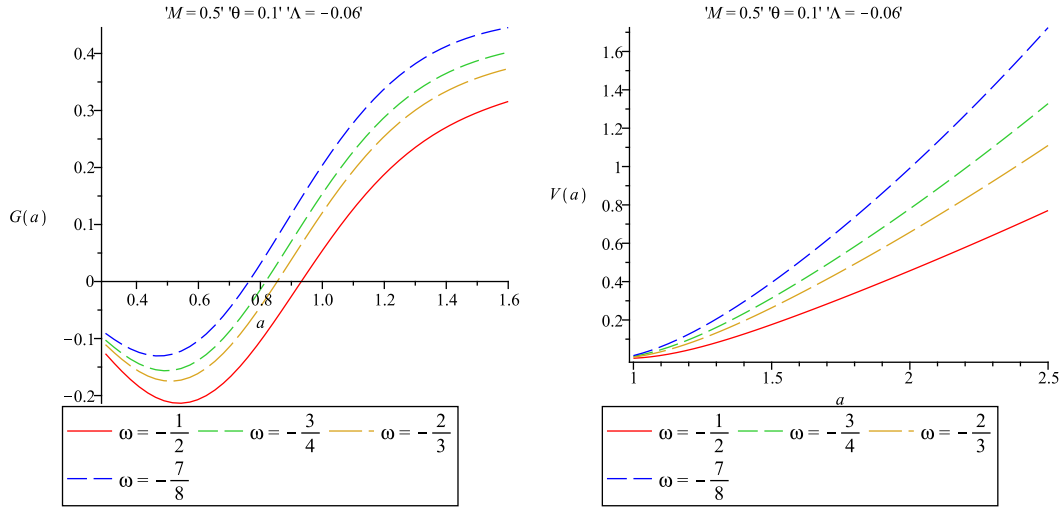 'M = 0.5' 'θ = 0.1' 'Λ = −0.06'
G(a)
0.4
0.3
0.2
0.1
0
−0.1
−0.2
0.4 0.6 0.8 1.0 1.2 1.4 1.6
a
ω = −1/2 ω = −3/4 ω = −2/3
ω = −7/8
'M = 0.5' 'θ = 0.1' 'Λ = −0.06'
V(a)
1.6
1.4
1.2
1
0.8
0.6
0.4
0.2
1 1.5 2 2.5
a
ω = −1/2 ω = −3/4 ω = −2/3
ω = −7/8